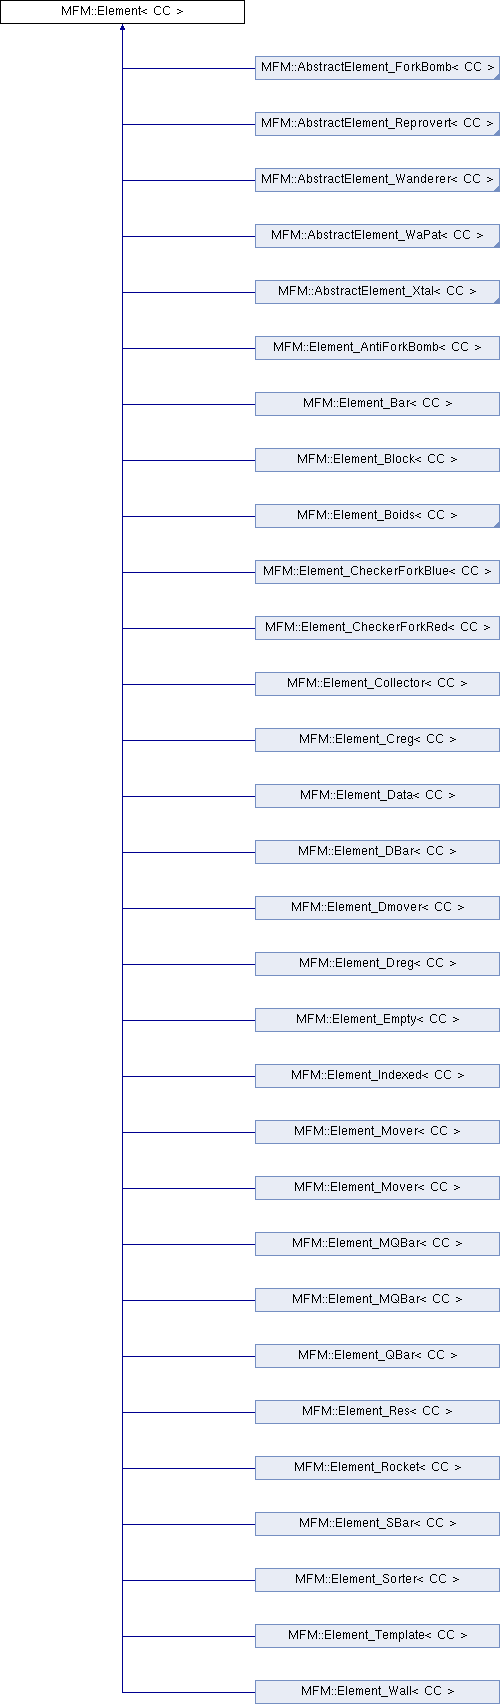 MFM::Element< CC >
MFM::AbstractElement_ForkBomb< CC >
MFM::AbstractElement_Reprovert< CC >
MFM::AbstractElement_Wanderer< CC >
MFM::AbstractElement_WaPat< CC >
MFM::AbstractElement_Xtal< CC >
MFM::Element_AntiForkBomb< CC >
MFM::Element_Bar< CC >
MFM::Element_Block< CC >
MFM::Element_Boids< CC >
MFM::Element_CheckerForkBlue< CC >
MFM::Element_CheckerForkRed< CC >
MFM::Element_Collector< CC >
MFM::Element_Creg< CC >
MFM::Element_Data< CC >
MFM::Element_DBar< CC >
MFM::Element_Dmover< CC >
MFM::Element_Dreg< CC >
MFM::Element_Empty< CC >
MFM::Element_Indexed< CC >
MFM::Element_Mover< CC >
MFM::Element_Mover< CC >
MFM::Element_MQBar< CC >
MFM::Element_MQBar< CC >
MFM::Element_QBar< CC >
MFM::Element_Res< CC >
MFM::Element_Rocket< CC >
MFM::Element_SBar< CC >
MFM::Element_Sorter< CC >
MFM::Element_Template< CC >
MFM::Element_Wall< CC >